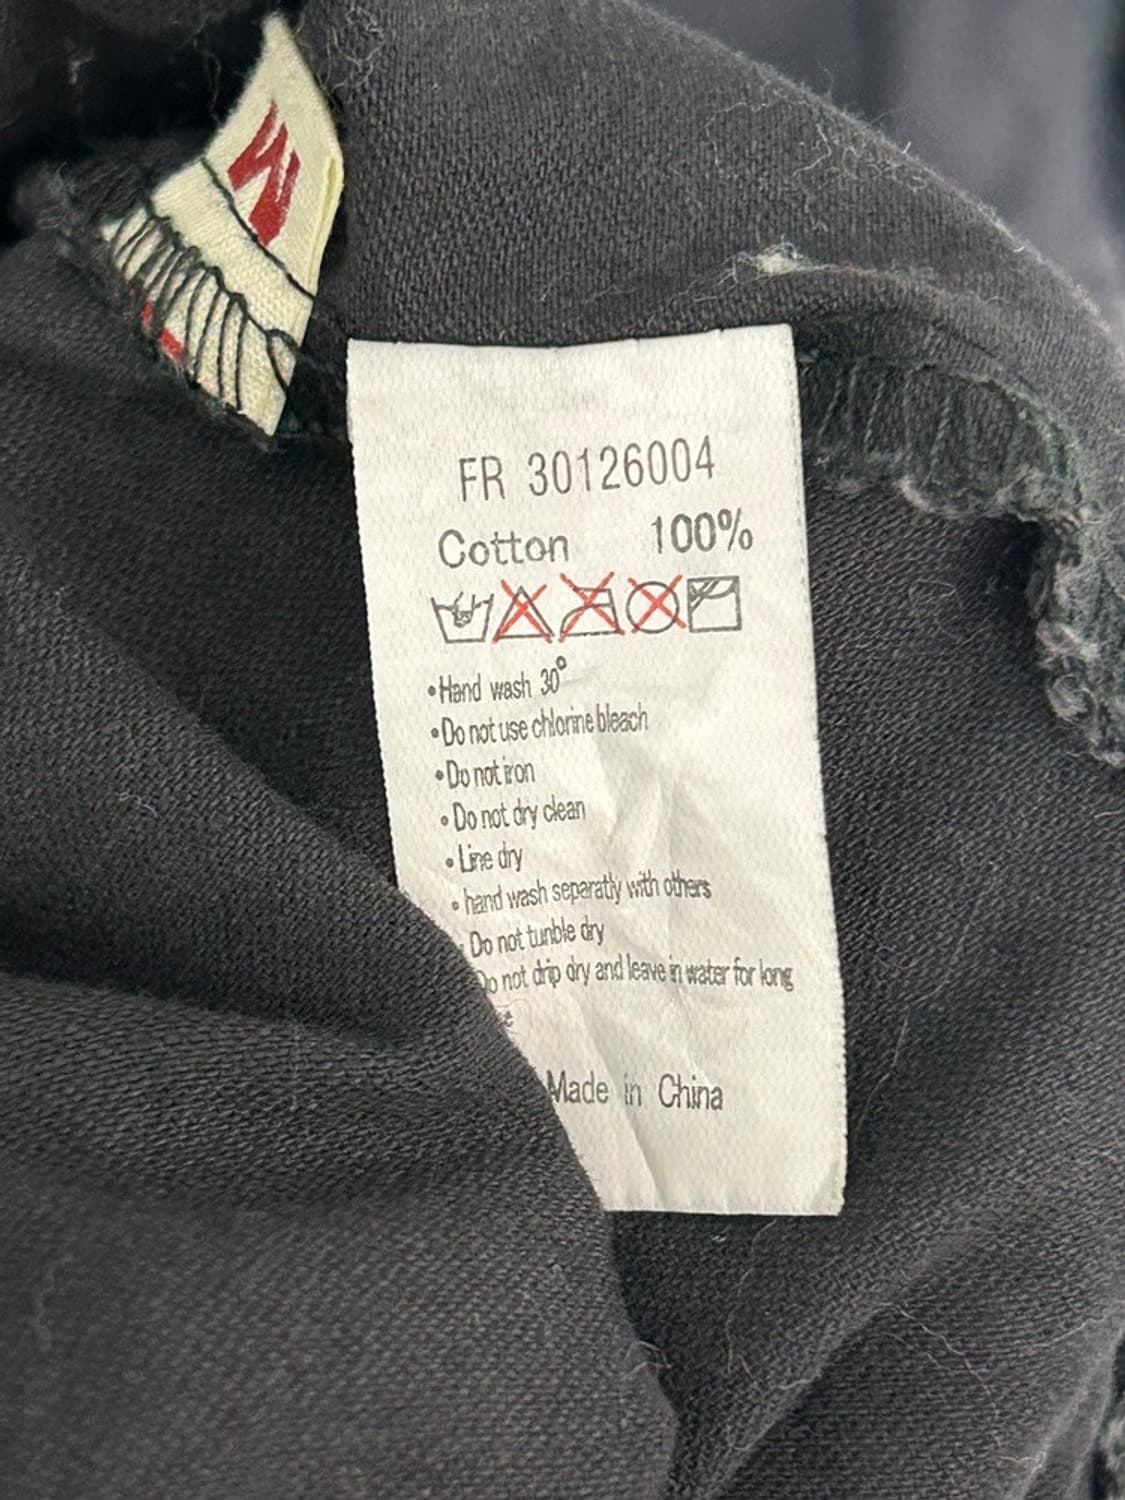 M
FR 30126004
Cotton 100%
•Hand wash 30°
•Do not use chlorine bleach
•Do not iron
•Do not dry clean
•Line dry
•hand wash separatly with others
Do not tunble dry
Do not drip dry and leave in water for long
Made in China